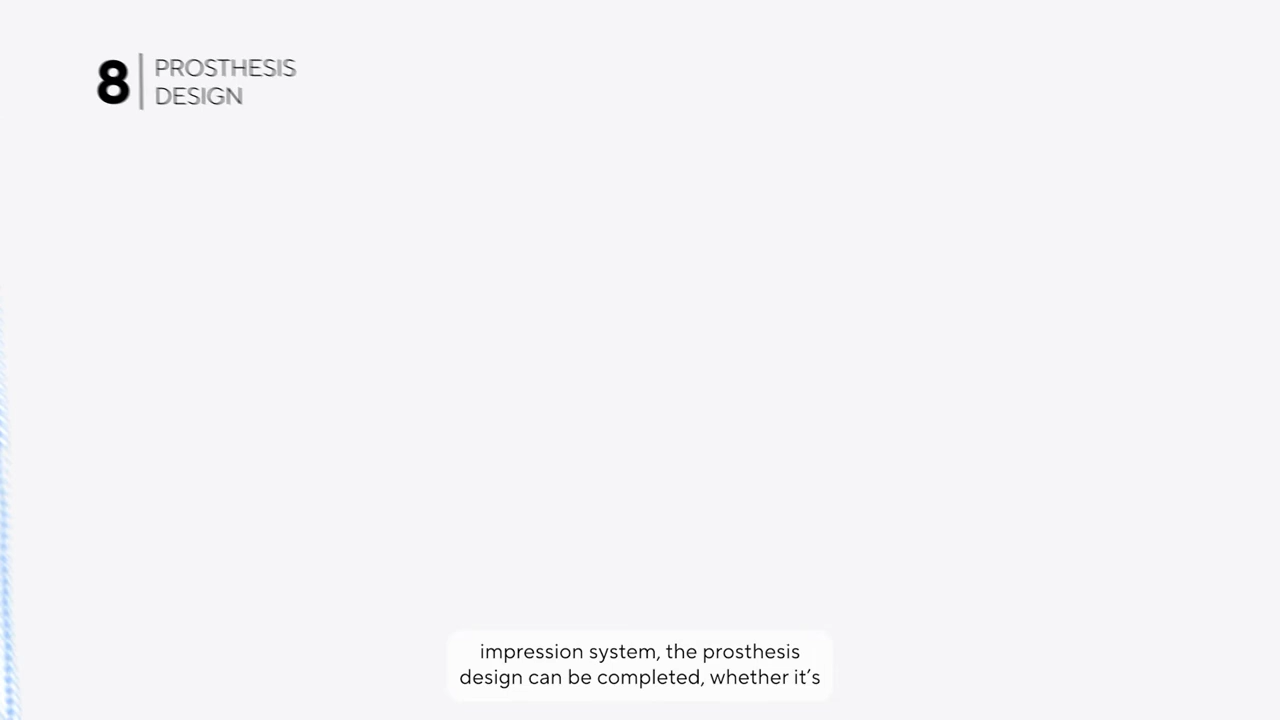 8
PROSTHESIS
DESIGN
impression system, the prosthesis
design can be completed, whether it’s